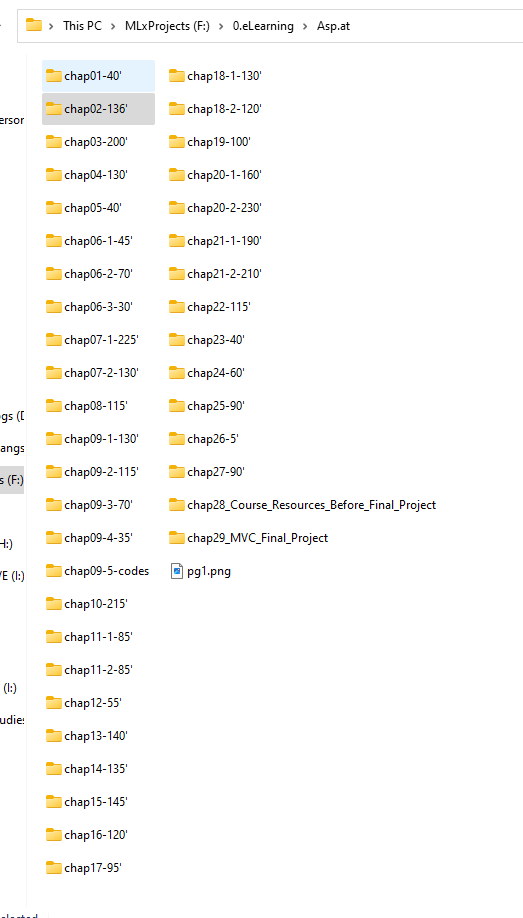 This PC > MLxProjects (F:) > 0.eLearning > Asp.at
chap01-40'
chap02-136'
chap03-200'
chap04-130'
chap05-40'
chap06-1-45'
chap06-2-70'
chap06-3-30'
chap07-1-225'
chap07-2-130'
chap08-115'
chap09-1-130'
chap09-2-115'
chap09-3-70'
chap09-4-35'
chap09-5-codes
chap10-215'
chap11-1-85'
chap11-2-85'
chap12-55'
chap13-140'
chap14-135'
chap15-145'
chap16-120'
chap17-95'
chap18-1-130'
chap18-2-120'
chap19-100'
chap20-1-160'
chap20-2-230'
chap21-1-190'
chap21-2-210'
chap22-115'
chap23-40'
chap24-60'
chap25-90'
chap26-5'
chap27-90'
chap28_Course_Resources_Before_Final_Project
chap29_MVC_Final_Project
pg1.png
ersor
gs (D
angs
s (F:)
H:)
/E (I:)
(I:)
udies